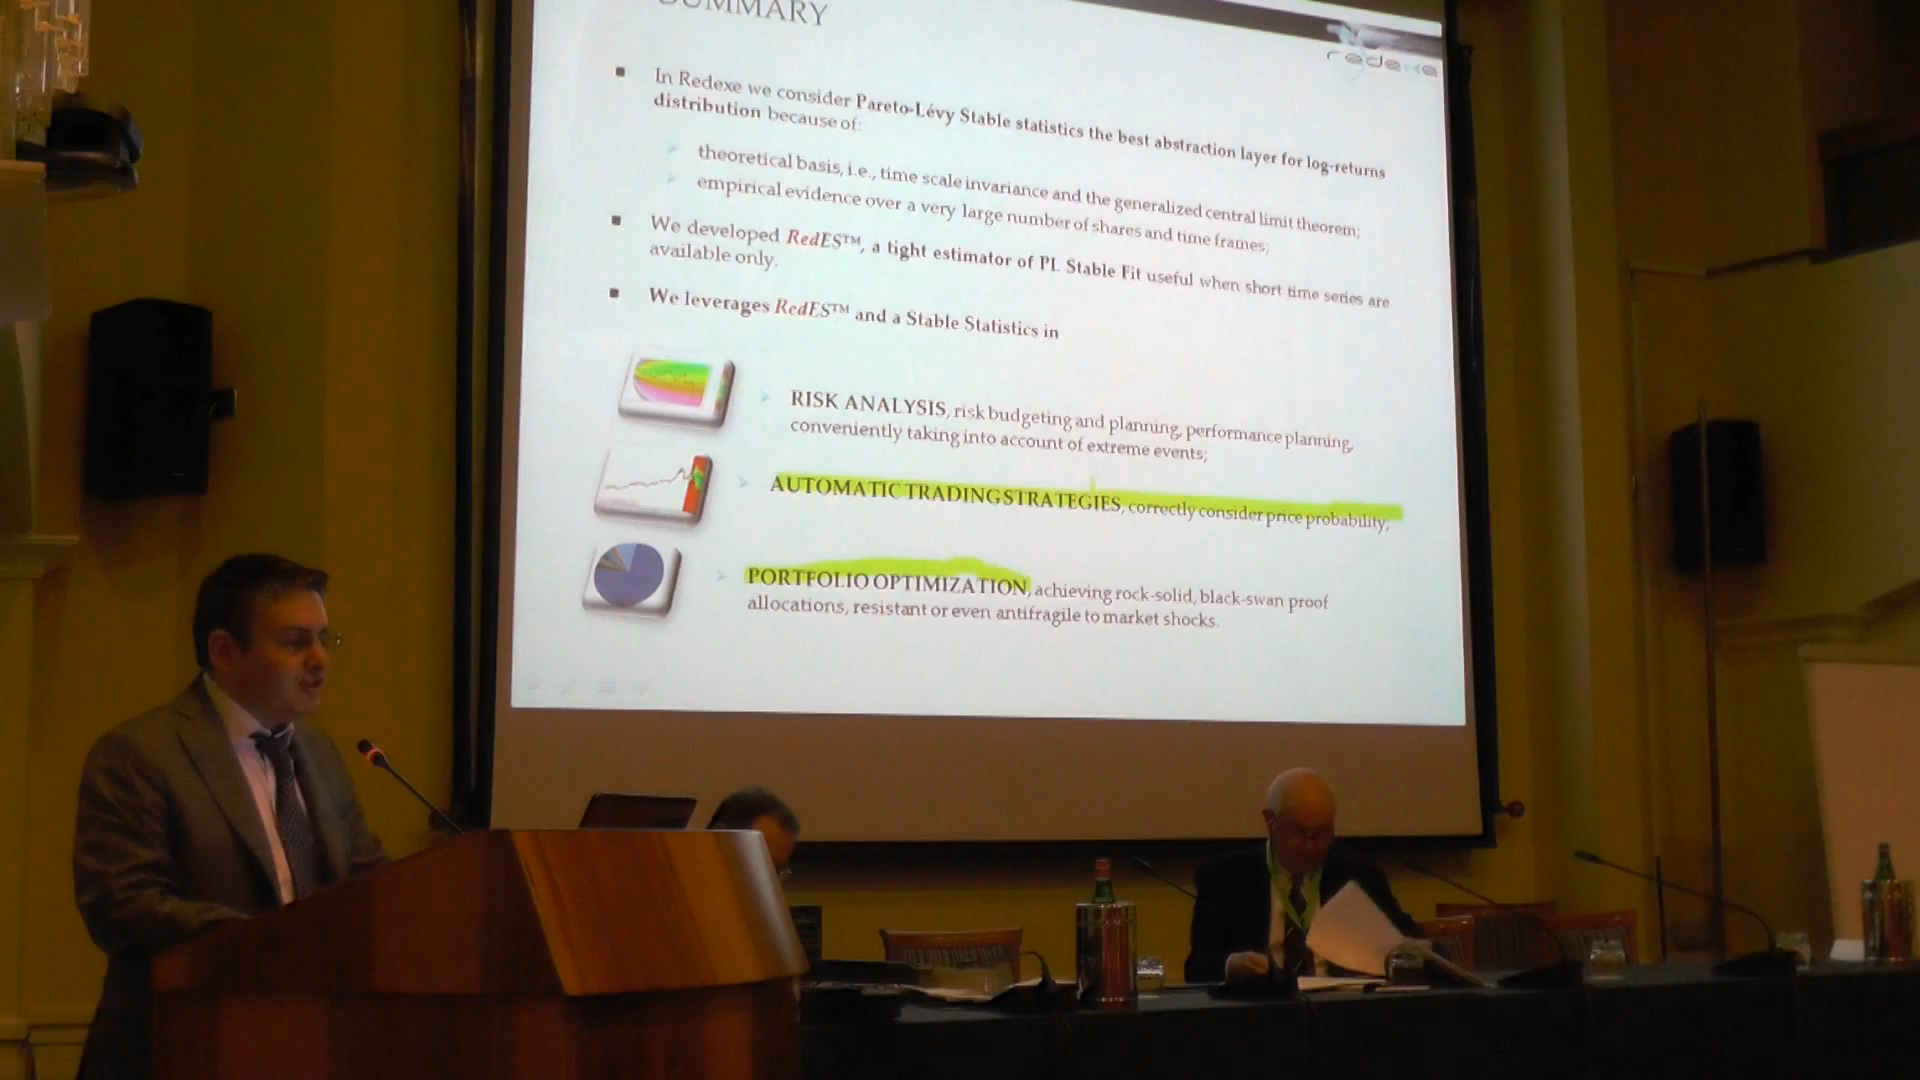 SUMMARY
redexe
In Redexe we consider Pareto-Lévy Stable statistics the best abstraction layer for log-returns
distribution because of:
theoretical basis, i.e., time scale invariance and the generalized central limit theorem;
empirical evidence over a very large number of shares and time frames;
We developed RedES™, a tight estimator of PL Stable Fit useful when short time series are
available only.
We leverages RedES™ and a Stable Statistics in
RISK ANALYSIS, risk budgeting and planning, performance planning,
conveniently taking into account of extreme events;
AUTOMATIC TRADING STRATEGIES, correctly consider price probability;
PORTFOLIO OPTIMIZATION, achieving rock-solid, black-swan proof
allocations, resistant or even antifragile to market shocks.